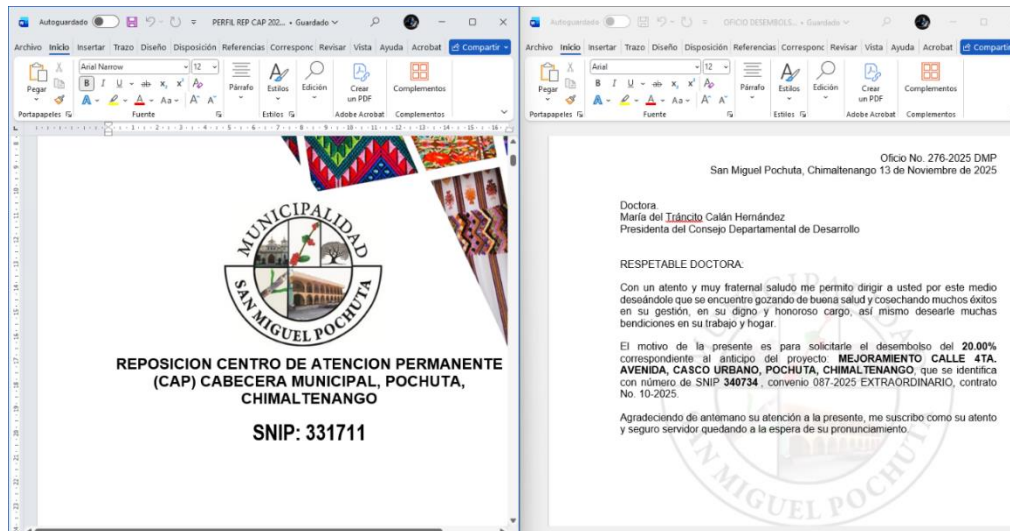 Autoguardado
PERFIL REP CAP 202... • Guardado
Archivo Inicio Insertar Trazo Diseño Disposición Referencias Corresponc Revisar Vista Ayuda Acrobat Compartir
Pegar
Arial Narrow 12
Párrafo
Estilos
Edición
Crear
un PDF
Complementos
Portapapeles Fuente Estilos Adobe Acrobat Complementos
MUNICIPALIDAD
SAN MIGUEL POCHUTA
REPOSICION CENTRO DE ATENCION PERMANENTE
(CAP) CABECERA MUNICIPAL, POCHUTA,
CHIMALTENANGO
SNIP: 331711
Autoguardado
OFICIO DESEMBOLS... • Guardado
Archivo Inicio Insertar Trazo Diseño Disposición Referencias Corresponc Revisar Vista Ayuda Acrobat Compartir
Pegar
Arial 12
Párrafo
Estilos
Edición
Crear
un PDF
Complementos
Portapapeles Fuente Estilos Adobe Acrobat Complementos
Oficio No. 276-2025 DMP
San Miguel Pochuta, Chimaltenango 13 de Noviembre de 2025
Doctora.
María del Tráncito Calán Hernández
Presidenta del Consejo Departamental de Desarrollo
RESPETABLE DOCTORA:
Con un atento y muy fraternal saludo me permito dirigir a usted por este medio
deseándole que se encuentre gozando de buena salud y cosechando muchos éxitos
en su gestión, en su digno y honoroso cargo, así mismo desearle muchas
bendiciones en su trabajo y hogar.
El motivo de la presente es para solicitarle el desembolso del 20.00%
correspondiente al anticipo del proyecto: MEJORAMIENTO CALLE 4TA.
AVENIDA, CASCO URBANO, POCHUTA, CHIMALTENANGO, que se identifica
con número de SNIP 340734 , convenio 087-2025 EXTRAORDINARIO, contrato
No. 10-2025.
Agradeciendo de antemano su atención a la presente, me suscribo como su atento
y seguro servidor quedando a la espera de su pronunciamiento.
SAN MIGUEL POCHUTA